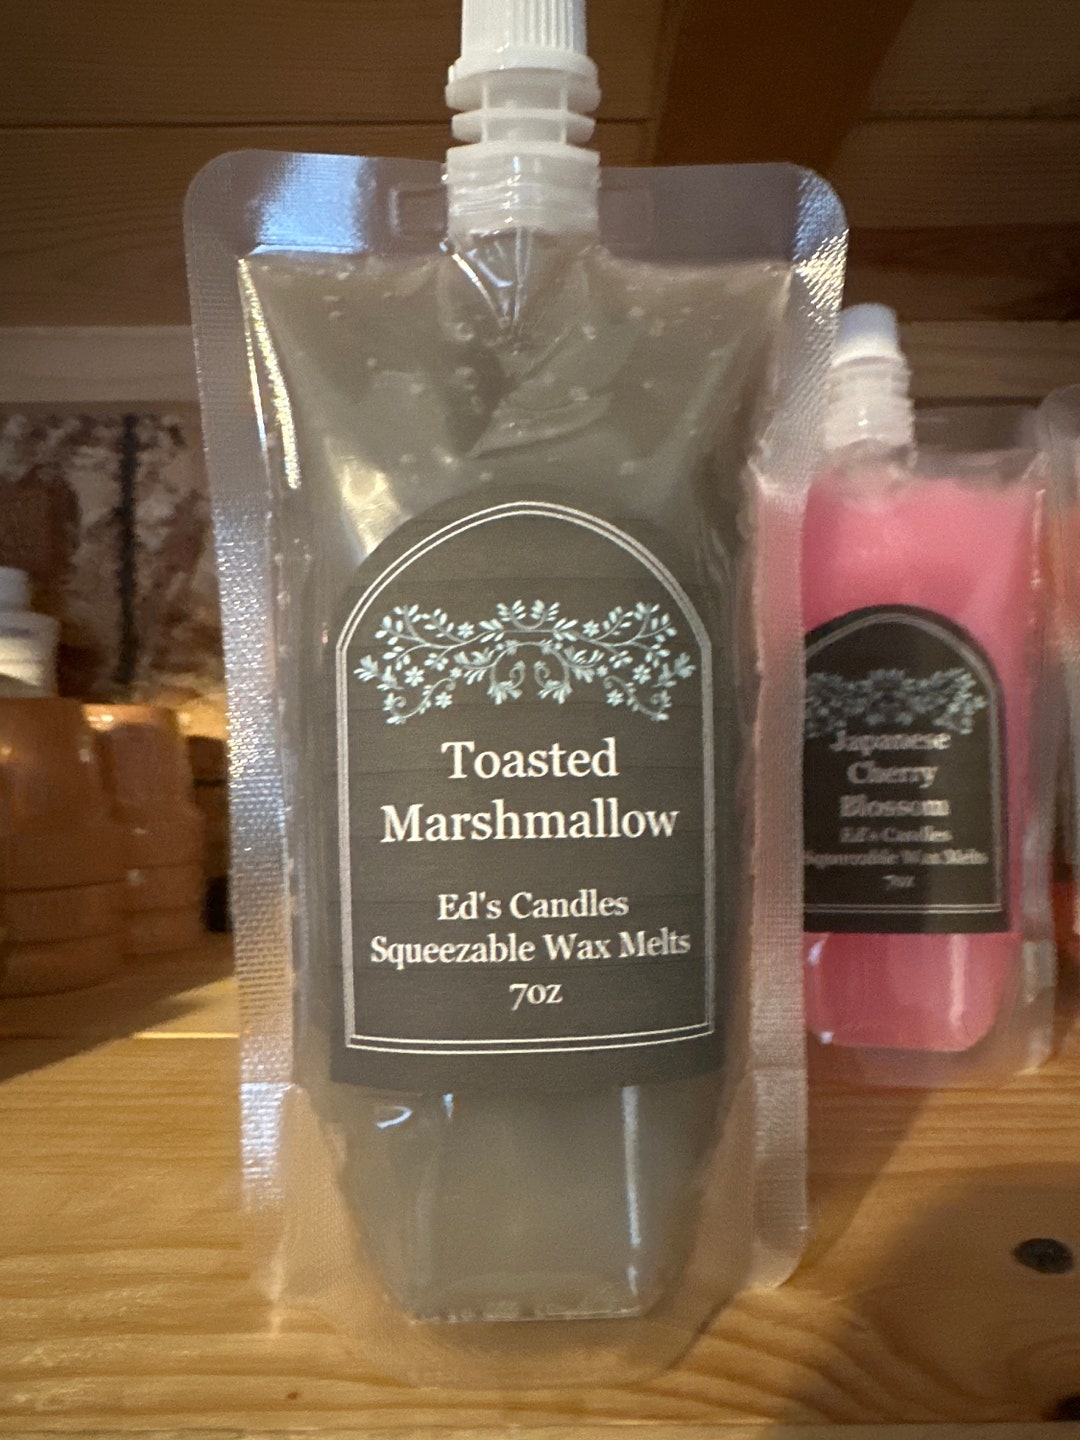 Toasted
Marshmallow
Ed's Candles
Squeezable Wax Melts
7oz
Japanese
Cherry
Blossom
Ed's Candles
Squeezable Wax Melts
7oz